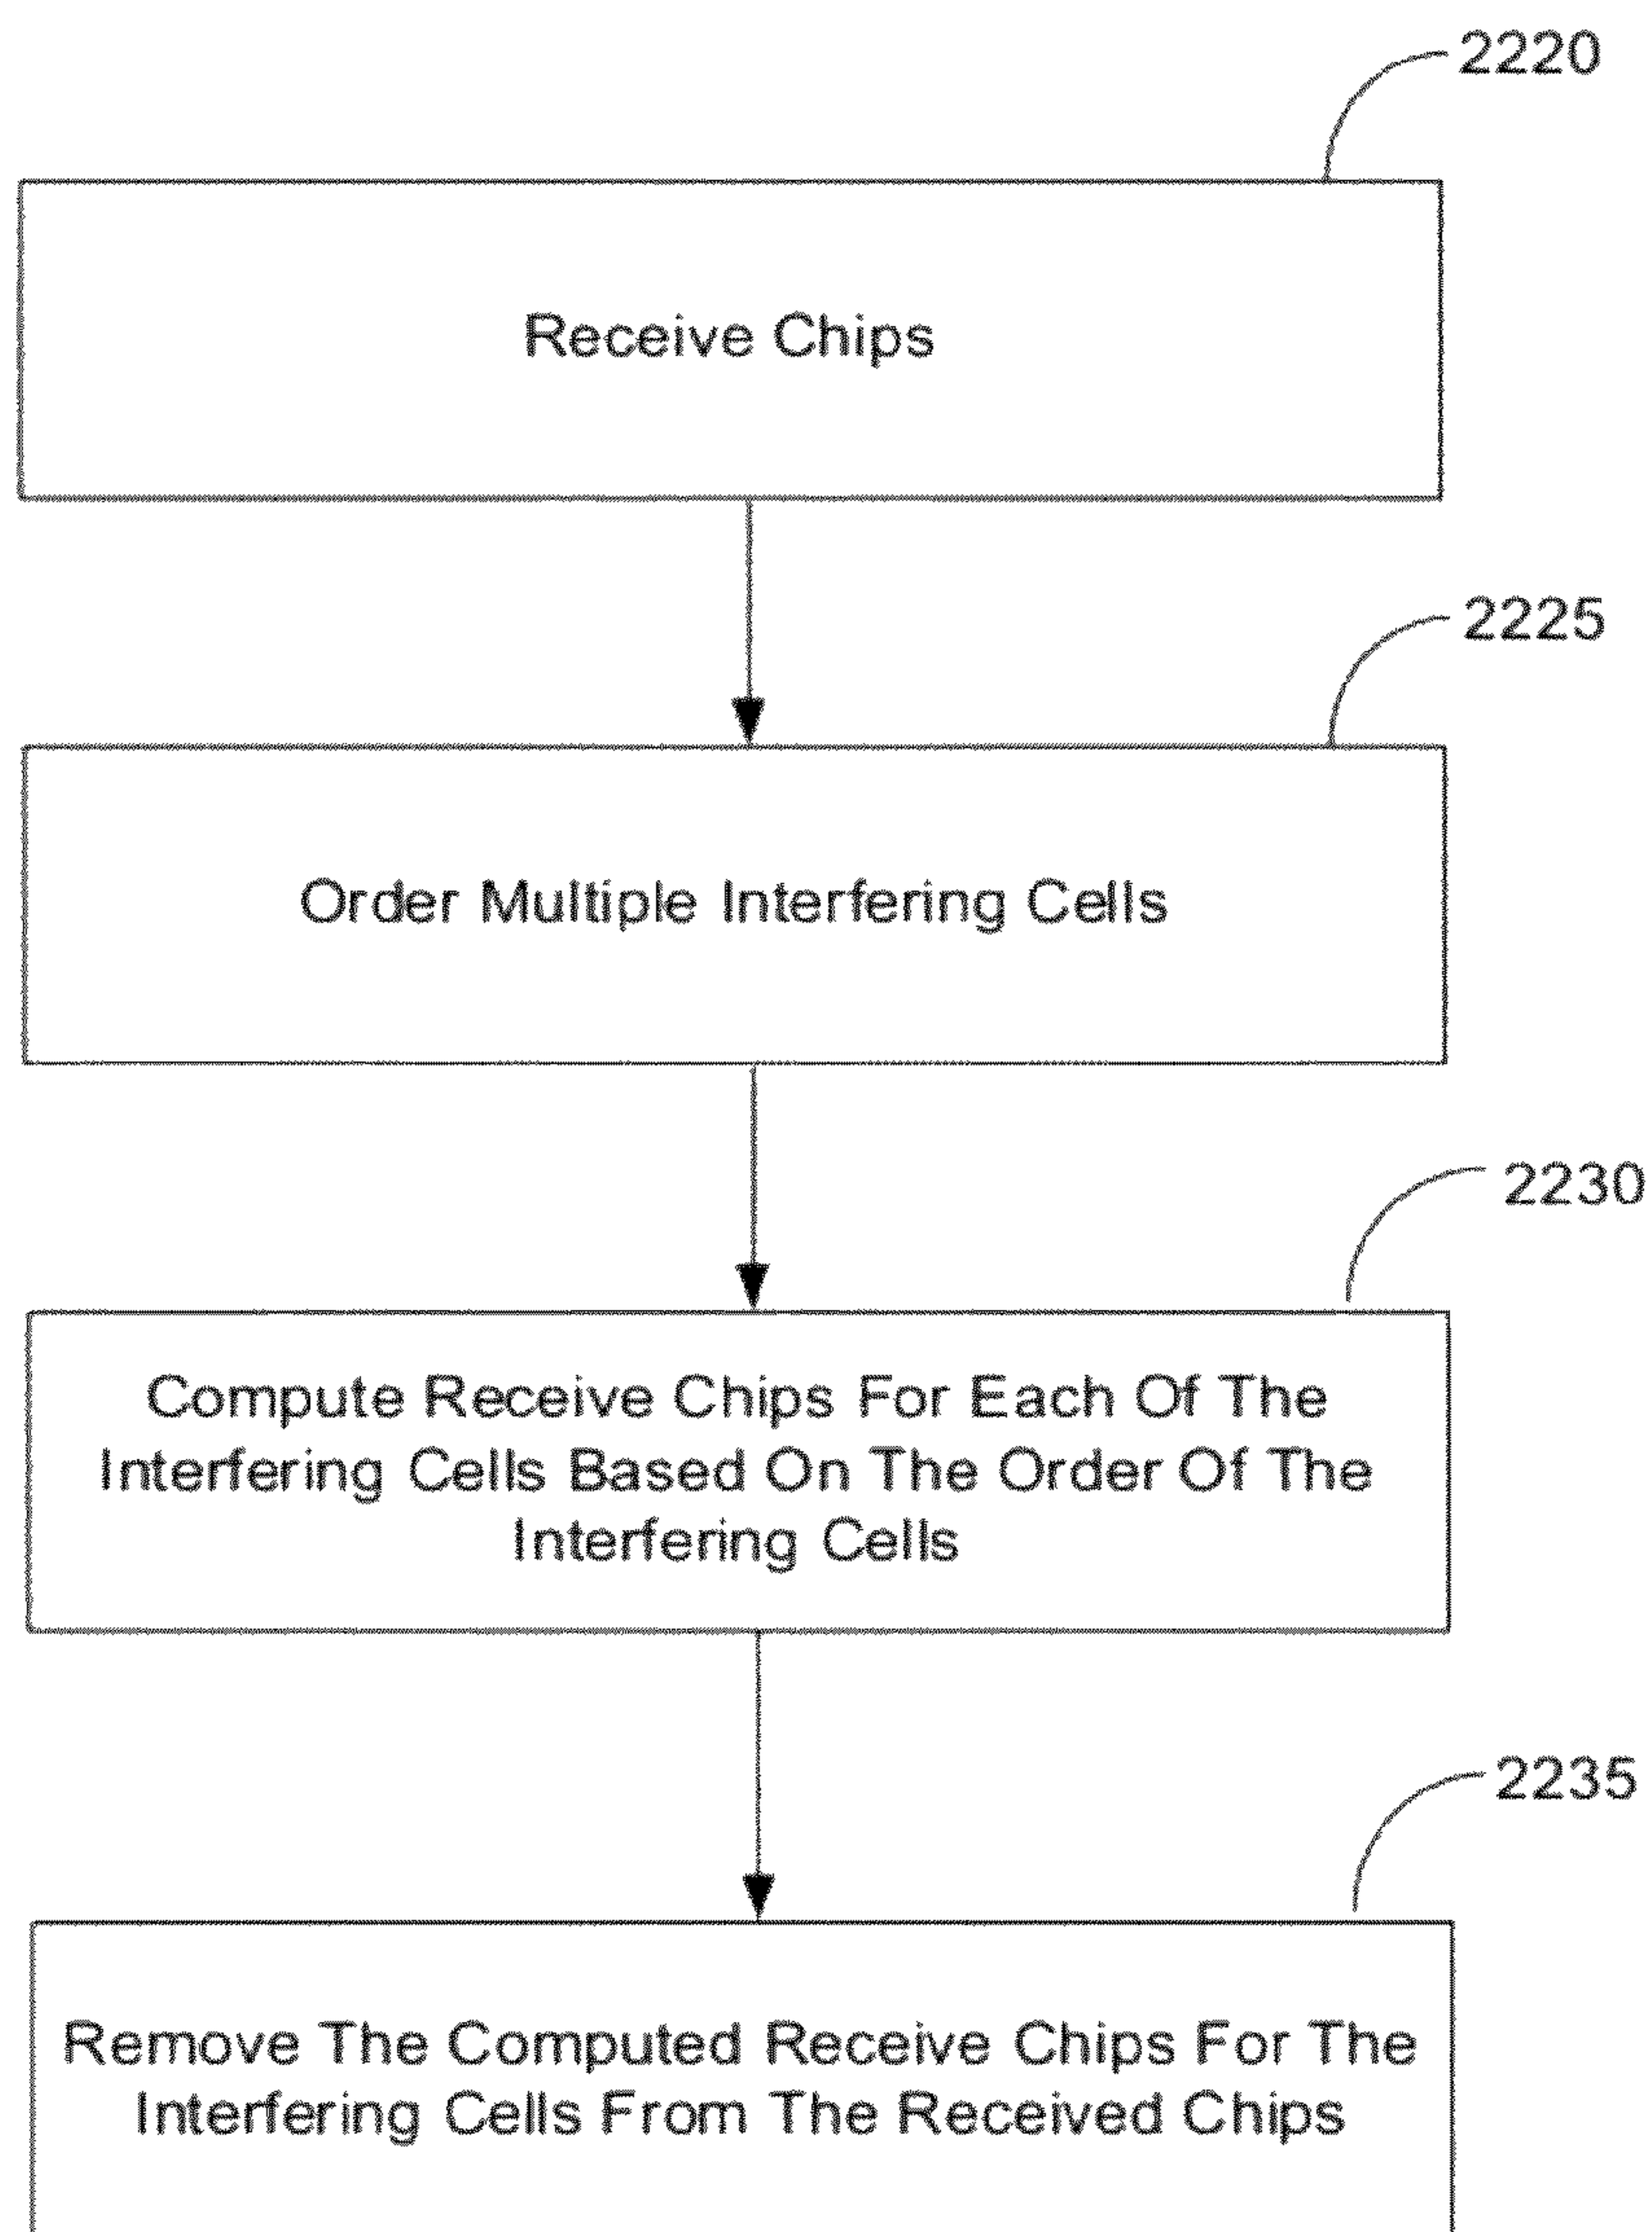 2220
Receive Chips
2225
Order Multiple Interfering Cells
2230
Compute Receive Chips For Each Of The
Interfering Cells Based On The Order Of The
Interfering Cells
2235
Remove The Computed Receive Chips For The
Interfering Cells From The Received Chips